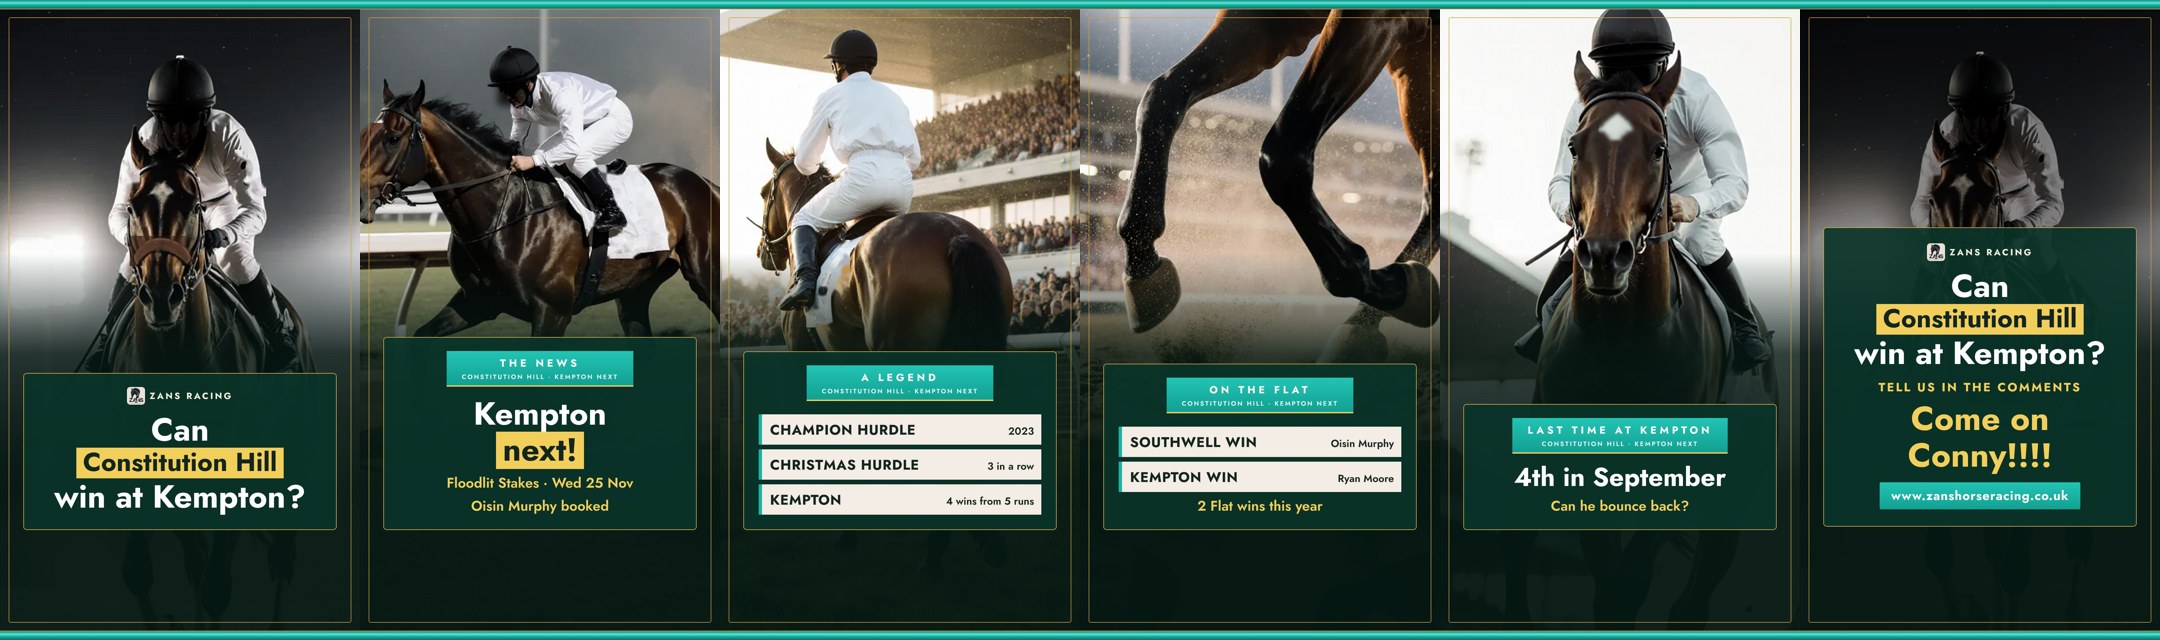 ZANS RACING
Can
Constitution Hill
win at Kempton?
THE NEWS
CONSTITUTION HILL · KEMPTON NEXT
Kempton
next!
Floodlit Stakes · Wed 25 Nov
Oisin Murphy booked
A LEGEND
CONSTITUTION HILL · KEMPTON NEXT
CHAMPION HURDLE 2023
CHRISTMAS HURDLE 3 in a row
KEMPTON 4 wins from 5 runs
ON THE FLAT
CONSTITUTION HILL · KEMPTON NEXT
SOUTHWELL WIN Oisin Murphy
KEMPTON WIN Ryan Moore
2 Flat wins this year
LAST TIME AT KEMPTON
CONSTITUTION HILL · KEMPTON NEXT
4th in September
Can he bounce back?
ZANS RACING
Can
Constitution Hill
win at Kempton?
TELL US IN THE COMMENTS
Come on
Conny!!!!
www.zanshorseracing.co.uk